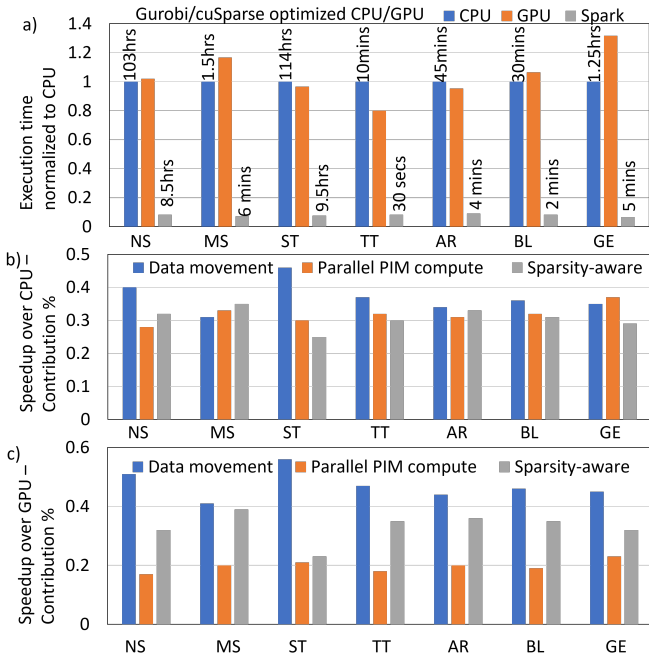 a)
Gurobi/cuSparse optimized CPU/GPU
CPU GPU Spark
Execution time
normalized to CPU
1.4
1.2
1
0.8
0.6
0.4
0.2
0
103hrs 8.5hrs 1.5hrs 6 mins 114hrs 9.5hrs 10mins 30 secs 45mins 4 mins 30mins 2 mins 1.25hrs 5 mins
NS MS ST TT AR BL GE
b)
Data movement Parallel PIM compute Sparsity-aware
Speedup over CPU –
Contribution %
0.5
0.4
0.3
0.2
0.1
0
NS MS ST TT AR BL GE
c)
Data movement Parallel PIM compute Sparsity-aware
Speedup over GPU –
Contribution %
0.6
0.4
0.2
0
NS MS ST TT AR BL GE